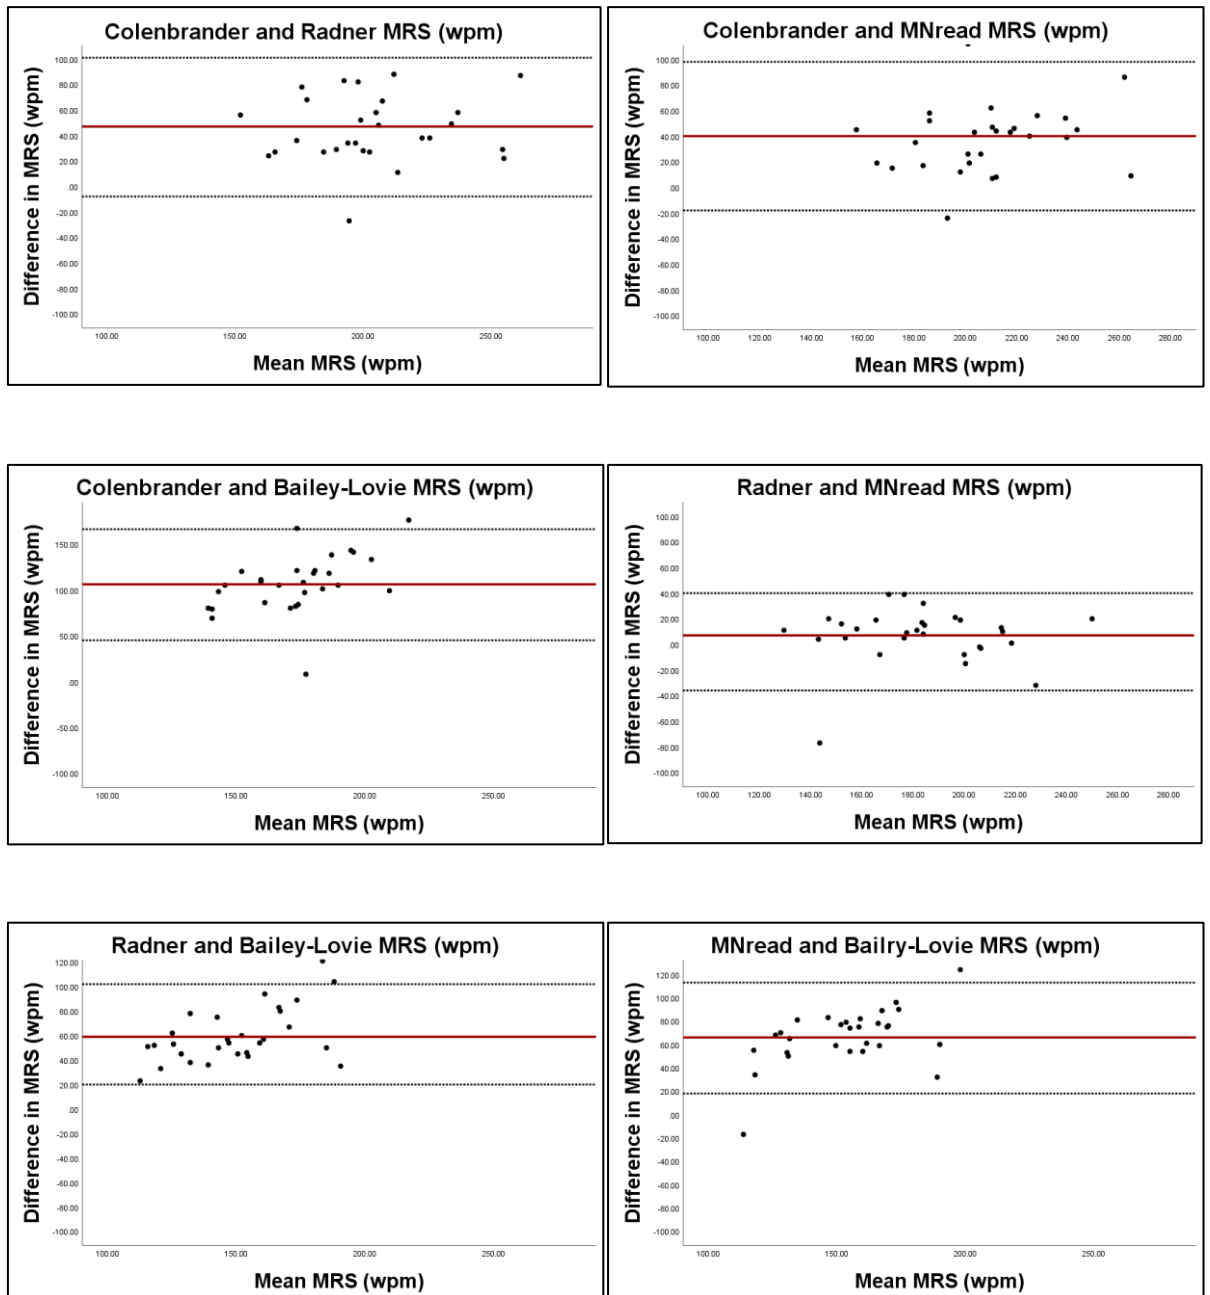 Colenbrander and Radner MRS (wpm)
Difference in MRS (wpm)
100.00
80.00
60.00
40.00
20.00
.00
-20.00
-40.00
-60.00
-80.00
-100.00
100.00 150.00 200.00 250.00
Mean MRS (wpm)
Colenbrander and MNread MRS (wpm)
Difference in MRS (wpm)
100.00
80.00
60.00
40.00
20.00
.00
-20.00
-40.00
-60.00
-80.00
-100.00
100.00 120.00 140.00 160.00 180.00 200.00 220.00 240.00 260.00 280.00
Mean MRS (wpm)
Colenbrander and Bailey-Lovie MRS (wpm)
Difference in MRS (wpm)
150.00
100.00
50.00
.00
-50.00
-100.00
100.00 150.00 200.00 250.00
Mean MRS (wpm)
Radner and MNread MRS (wpm)
Difference in MRS (wpm)
100.00
80.00
60.00
40.00
20.00
.00
-20.00
-40.00
-60.00
-80.00
-100.00
100.00 120.00 140.00 160.00 180.00 200.00 220.00 240.00 260.00 280.00
Mean MRS (wpm)
Radner and Bailey-Lovie MRS (wpm)
Difference in MRS (wpm)
120.00
100.00
80.00
60.00
40.00
20.00
.00
-20.00
-40.00
-60.00
-80.00
-100.00
100.00 150.00 200.00 250.00
Mean MRS (wpm)
MNread and Bailry-Lovie MRS (wpm)
Difference in MRS (wpm)
120.00
100.00
80.00
60.00
40.00
20.00
.00
-20.00
-40.00
-60.00
-80.00
-100.00
100.00 150.00 200.00 250.00
Mean MRS (wpm)